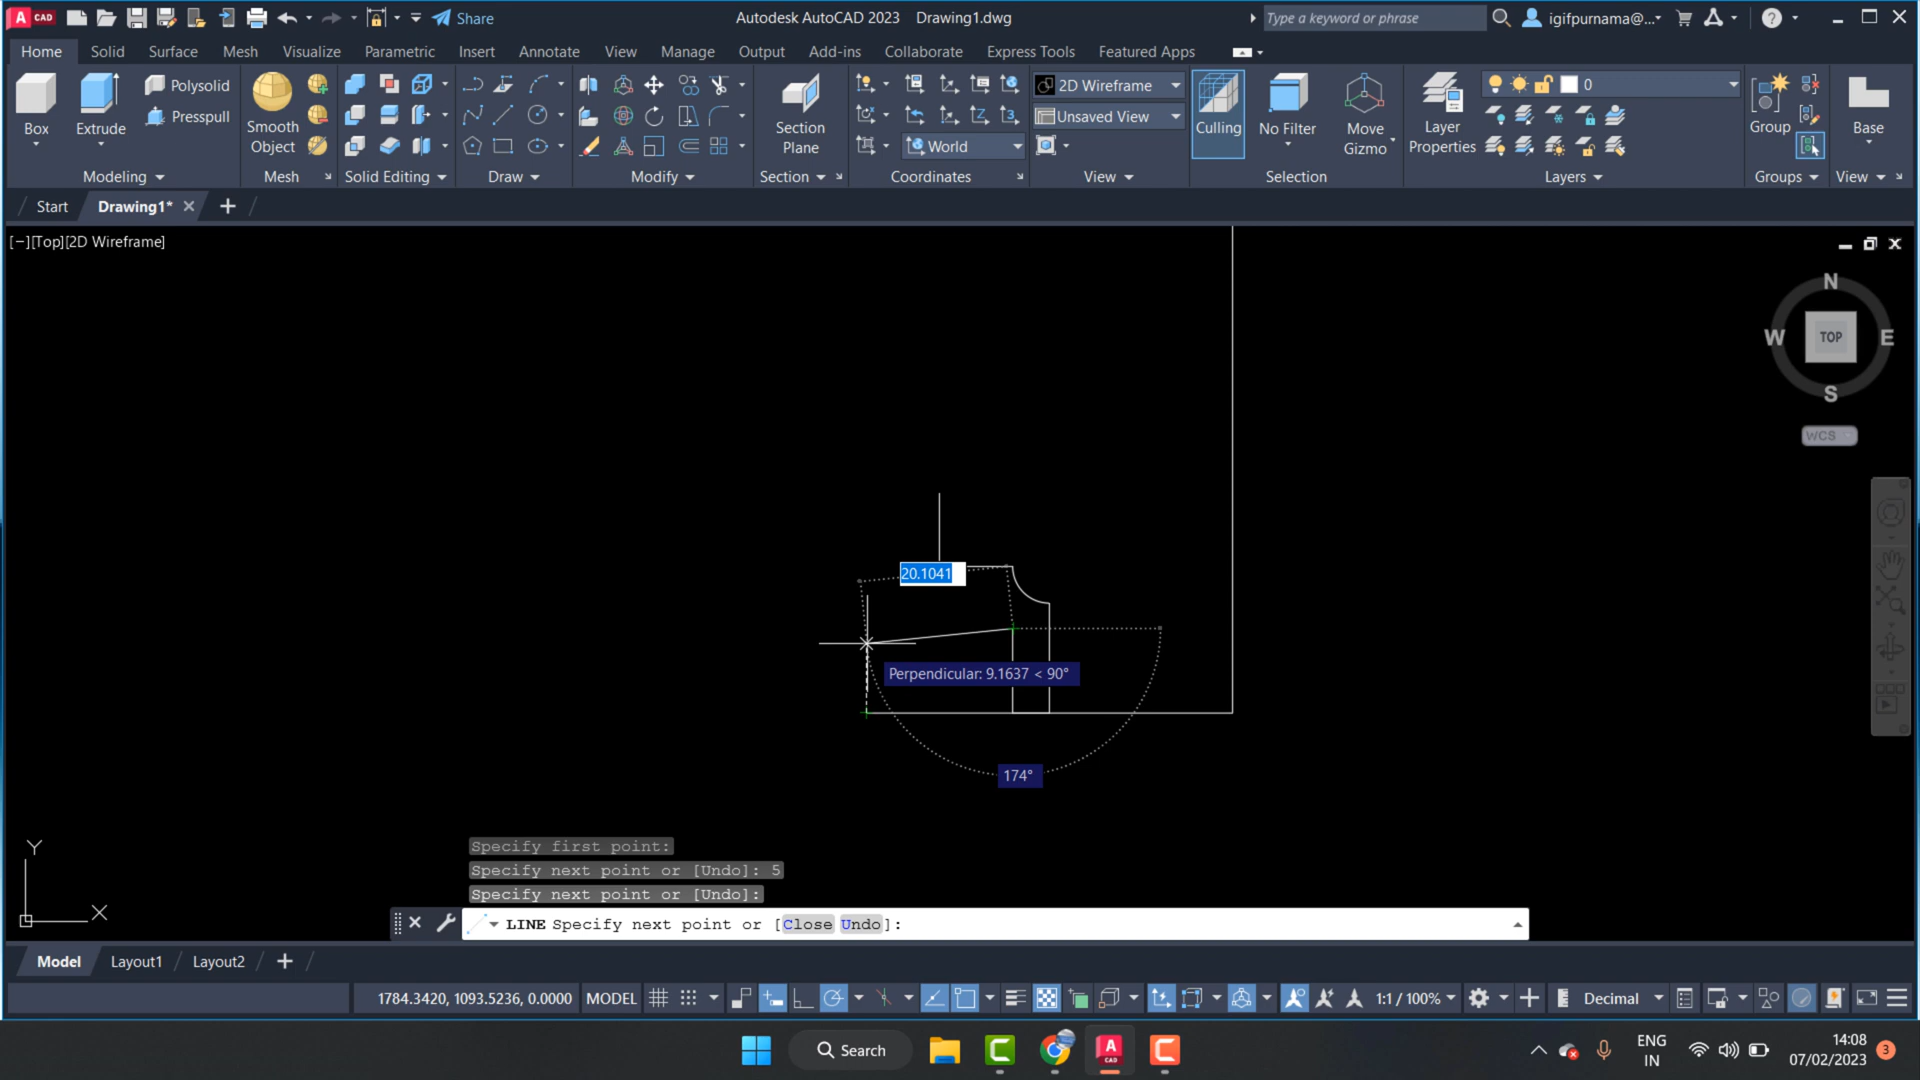 A CAD
Share
Autodesk AutoCAD 2023 Drawing1.dwg
Type a keyword or phrase
igifpurnama@...
Home Solid Surface Mesh Visualize Parametric Insert Annotate View Manage Output Add-ins Collaborate Express Tools Featured Apps
Box
Extrude
Polysolid
Presspull
Smooth
Object
Section
Plane
World
2D Wireframe
Unsaved View
Culling
No Filter
Move
Gizmo
Layer
Properties
0
Group
Base
Modeling
Mesh
Solid Editing
Draw
Modify
Section
Coordinates
View
Selection
Layers
Groups
View
Start
Drawing1*
[−][Top][2D Wireframe]
N
W
TOP
E
S
WCS
20.1041
Perpendicular: 9.1637 < 90°
174°
Y
X
Specify first point:
Specify next point or [Undo]: 5
Specify next point or [Undo]:
LINE Specify next point or [Close Undo]:
Model
Layout1
Layout2
1784.3420, 1093.5236, 0.0000
MODEL
1:1 / 100%
Decimal
Search
A
CAD
ENG
IN
14:08
07/02/2023
3